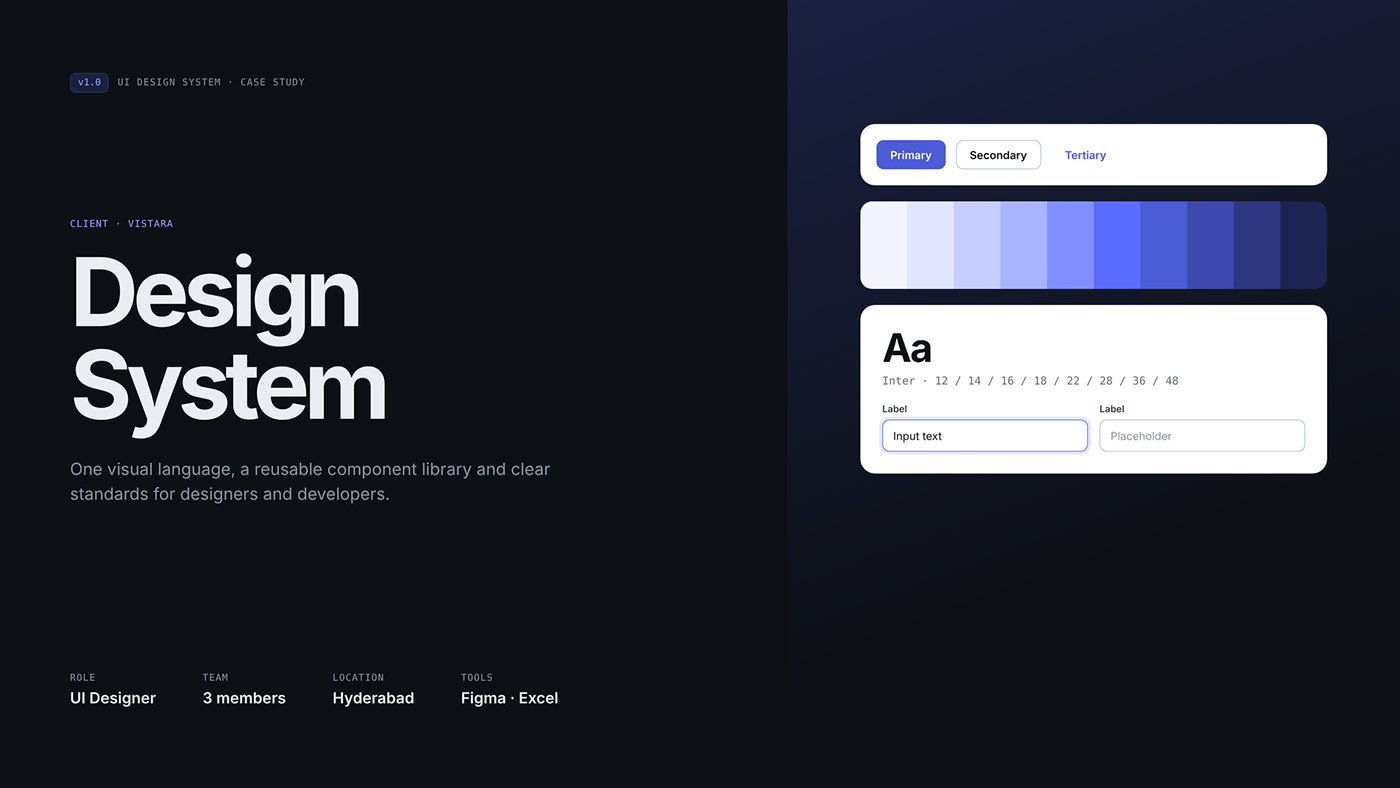 v1.0 UI DESIGN SYSTEM · CASE STUDY
CLIENT · VISTARA
Design
System
One visual language, a reusable component library and clear
standards for designers and developers.
ROLE
UI Designer
TEAM
3 members
LOCATION
Hyderabad
TOOLS
Figma · Excel
Primary
Secondary
Tertiary
Aa
Inter · 12 / 14 / 16 / 18 / 22 / 28 / 36 / 48
Label
Input text
Label
Placeholder